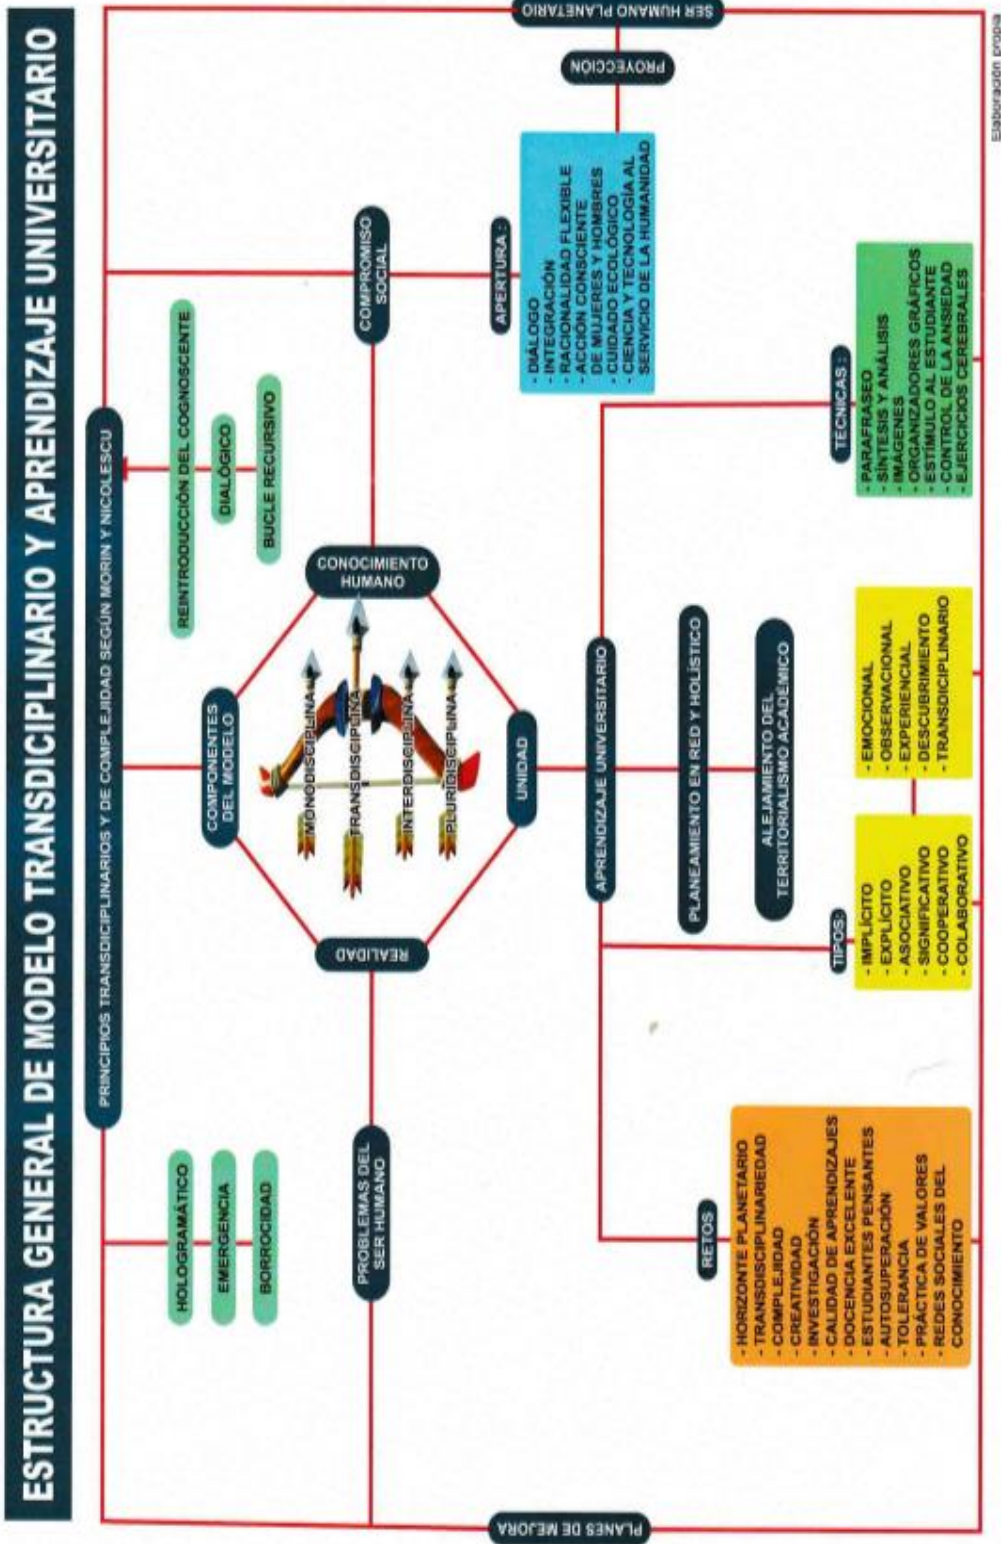 ESTRUCTURA GENERAL DE MODELO TRANSDICIPLINARIO Y APRENDIZAJE UNIVERSITARIO
PRINCIPIOS TRANSDICIPLINARIOS Y DE COMPLEJIDAD SEGÚN MORIN Y NICOLESCU
HOLOGRAMÁTICO
EMERGENCIA
BOROCIDAD
REINTRODUCCIÓN DEL COGNOSCENTE
DIALÓGICO
BUCLE RECURSIVO
COMPONENTES
DEL MODELO
REALIDAD
MONODISCIPLINA
TRANSDISCIPLINA
INTERDISCIPLINA
PLURIDISCIPLINA
CONOCIMIENTO
HUMANO
UNIDAD
PROBLEMAS DEL
SER HUMANO
COMPROMISO
SOCIAL
APERTURA :
- DIÁLOGO
- INTEGRACIÓN
- RACIONALIDAD FLEXIBLE
- ACCIÓN CONSCIENTE
DE MUJERES Y HOMBRES
- CUIDADO ECOLÓGICO
- CIENCIA Y TECNOLOGÍA AL
SERVICIO DE LA HUMANIDAD
PROYECCIÓN
SER HUMANO PLANETARIO
PLANES DE MEJORA
APRENDIZAJE UNIVERSITARIO
PLANEAMIENTO EN RED Y HOLÍSTICO
ALEJAMIENTO DEL
TERRITORIALISMO ACADÉMICO
RETOS
- HORIZONTE PLANETARIO
- TRANSDISCIPLINARIEDAD
- COMPLEJIDAD
- CREATIVIDAD
- INVESTIGACIÓN
- CALIDAD DE APRENDIZAJES
- DOCENCIA EXCELENTE
- ESTUDIANTES PENSANTES
- AUTOSUPERACIÓN
- TOLERANCIA
- PRÁCTICA DE VALORES
- REDES SOCIALES DEL
CONOCIMIENTO
TIPOS:
- IMPLÍCITO
- EXPLÍCITO
- ASOCIATIVO
- SIGNIFICATIVO
- COOPERATIVO
- COLABORATIVO
- EMOCIONAL
- OBSERVACIONAL
- EXPERIENCIAL
- DESCUBRIMIENTO
- TRANSDICIPLINARIO
TÉCNICAS :
- PARAFRASEO
- SÍNTESIS Y ANÁLISIS
- IMÁGENES
- ORGANIZADORES GRÁFICOS
- ESTÍMULO AL ESTUDIANTE
- CONTROL DE LA ANSIEDAD
- EJERCICIOS CEREBRALES
Elaboración propia